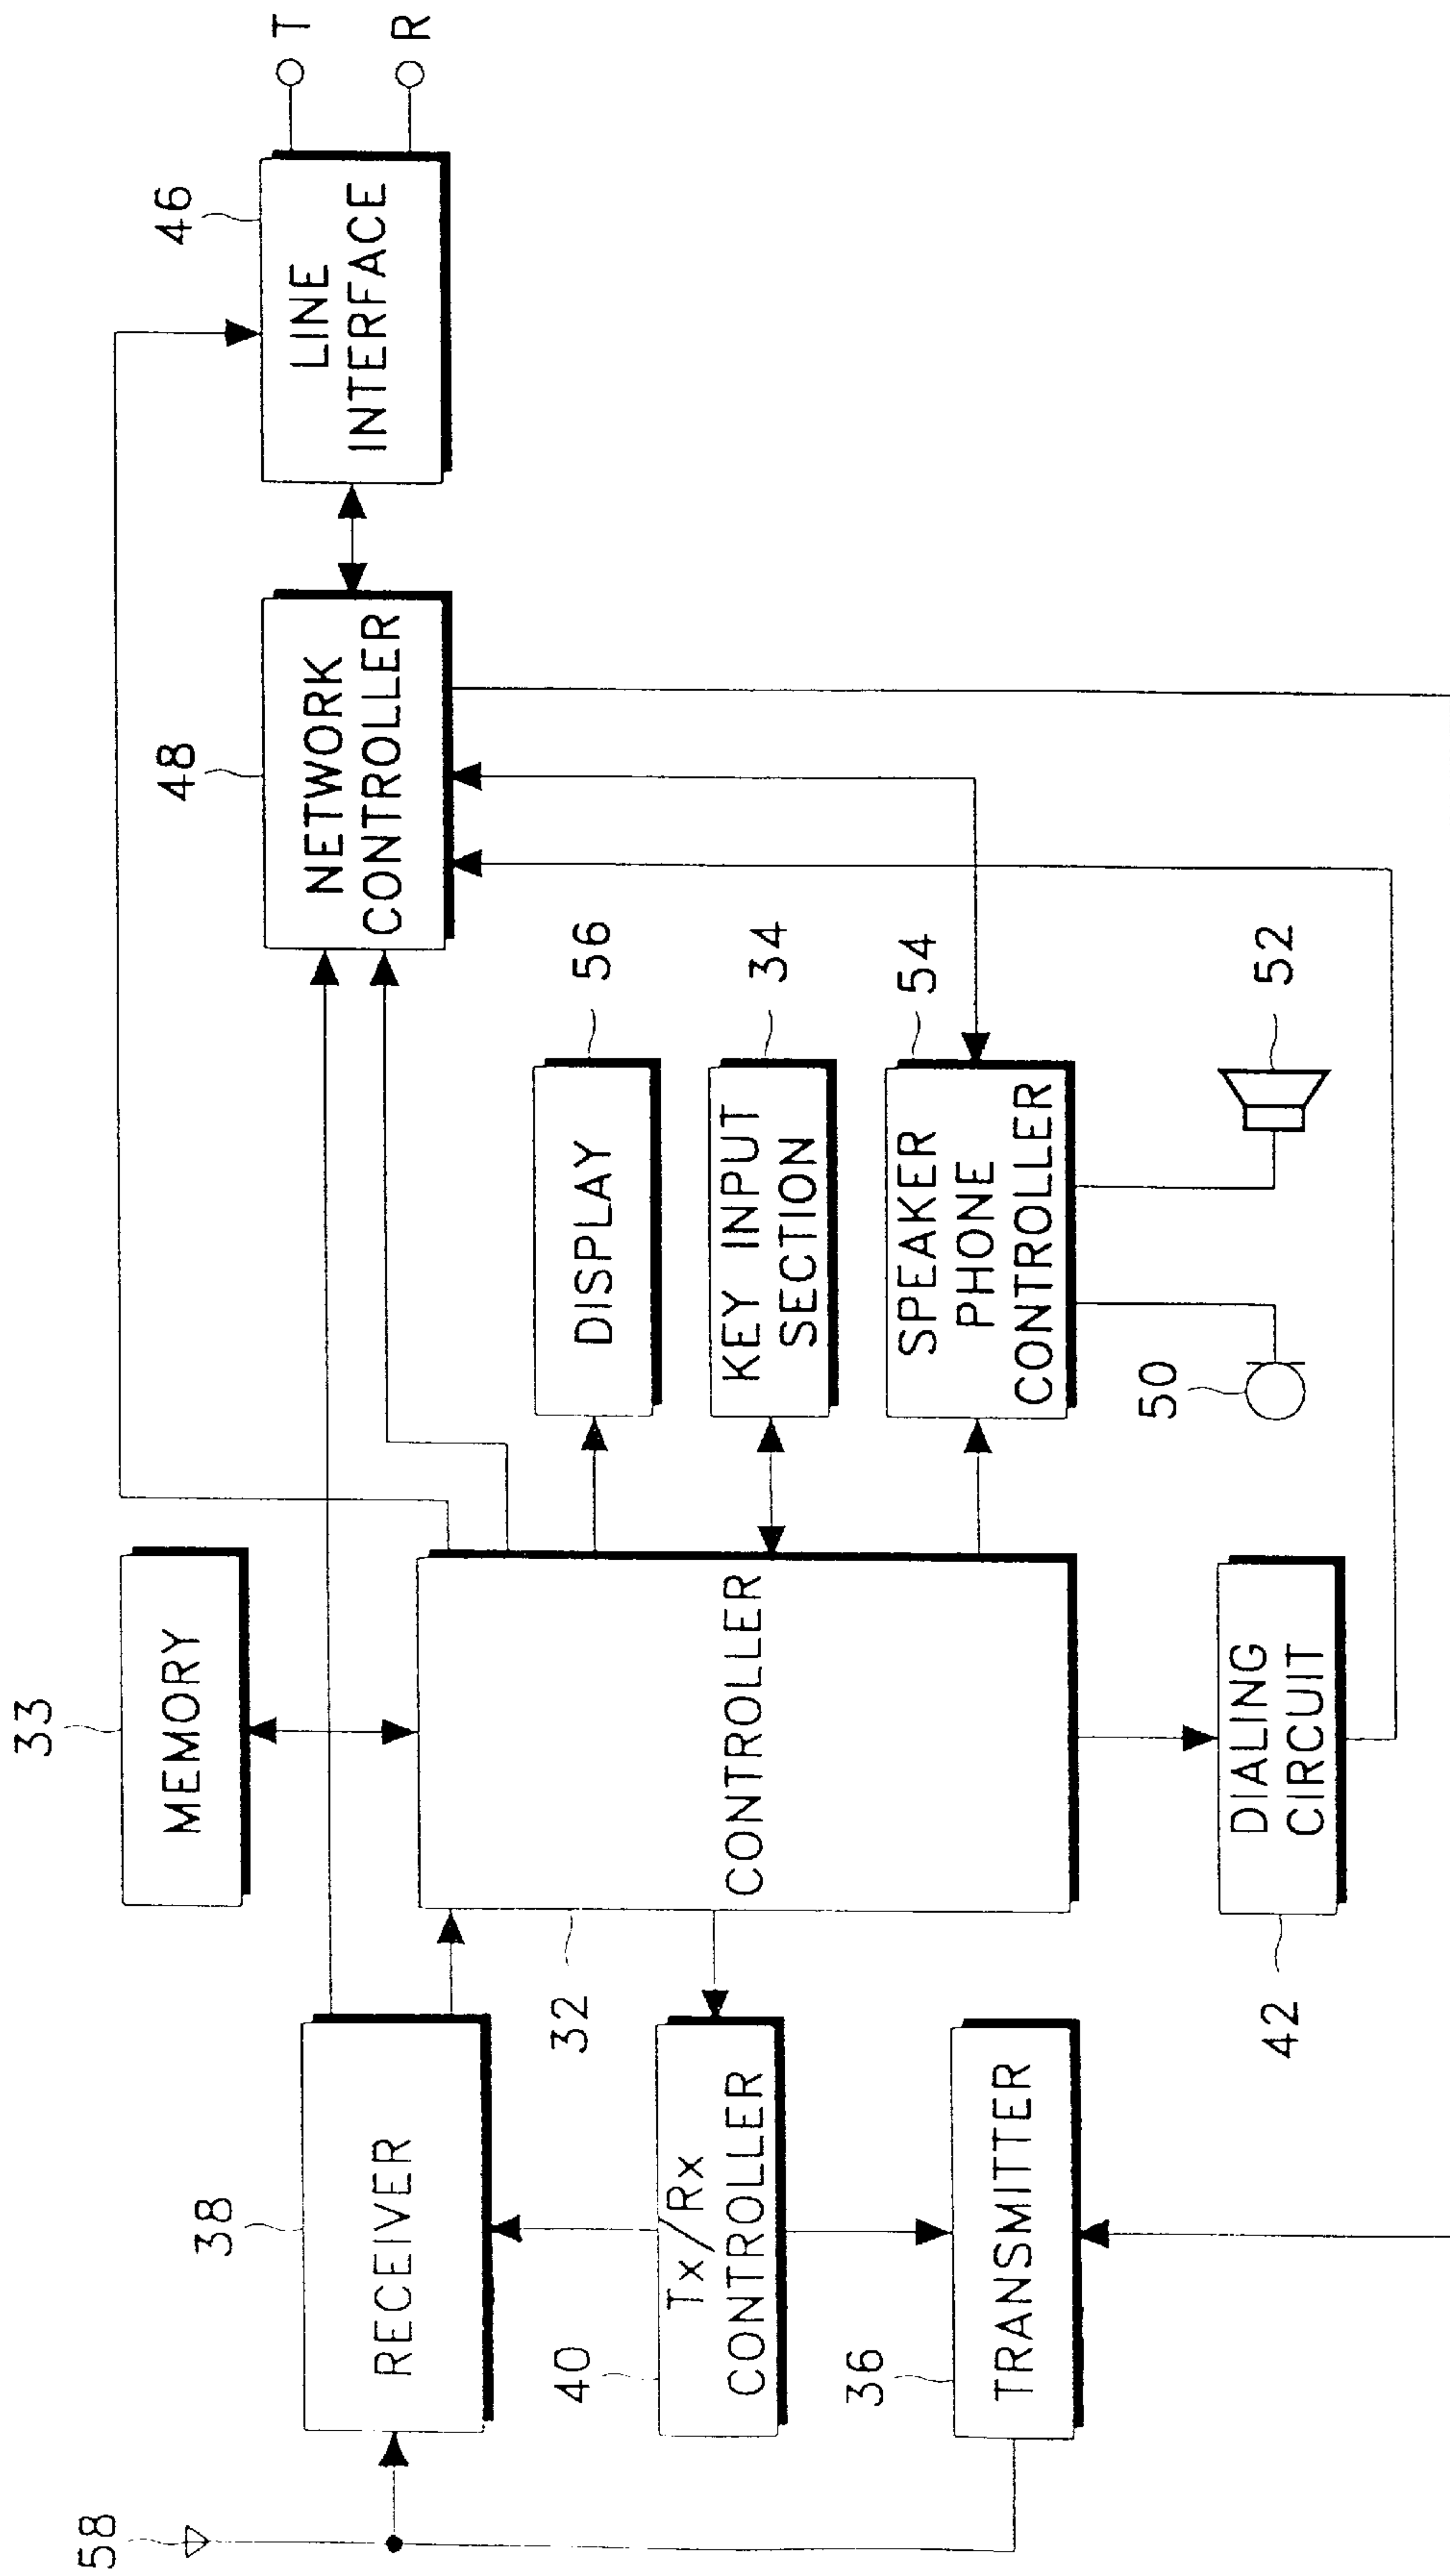 58
38
RECEIVER
40
Tx/Rx
CONTROLLER
36
TRANSMITTER
33
MEMORY
32
CONTROLLER
42
DIALING
CIRCUIT
DISPLAY
56
KEY INPUT
SECTION
34
SPEAKER
PHONE
CONTROLLER
54
50
52
48
NETWORK
CONTROLLER
46
LINE
INTERFACE
T
R